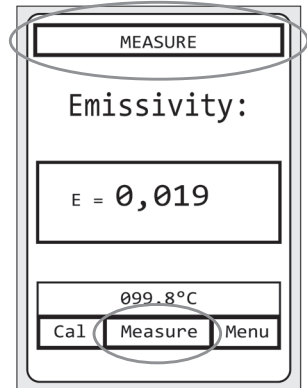 MEASURE
Emissivity:
E = 0,019
099.8°C
Cal Measure Menu